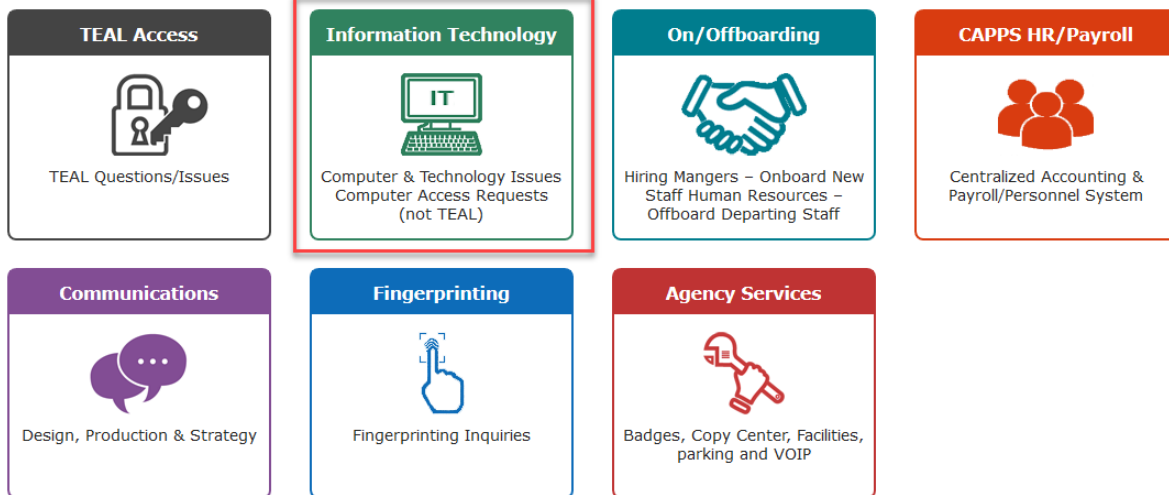 TEAL Access
TEAL Questions/Issues
Information Technology
IT
Computer & Technology Issues
Computer Access Requests
(not TEAL)
On/Offboarding
Hiring Mangers – Onboard New
Staff Human Resources –
Offboard Departing Staff
CAPPS HR/Payroll
Centralized Accounting &
Payroll/Personnel System
Communications
Design, Production & Strategy
Fingerprinting
Fingerprinting Inquiries
Agency Services
Badges, Copy Center, Facilities,
parking and VOIP